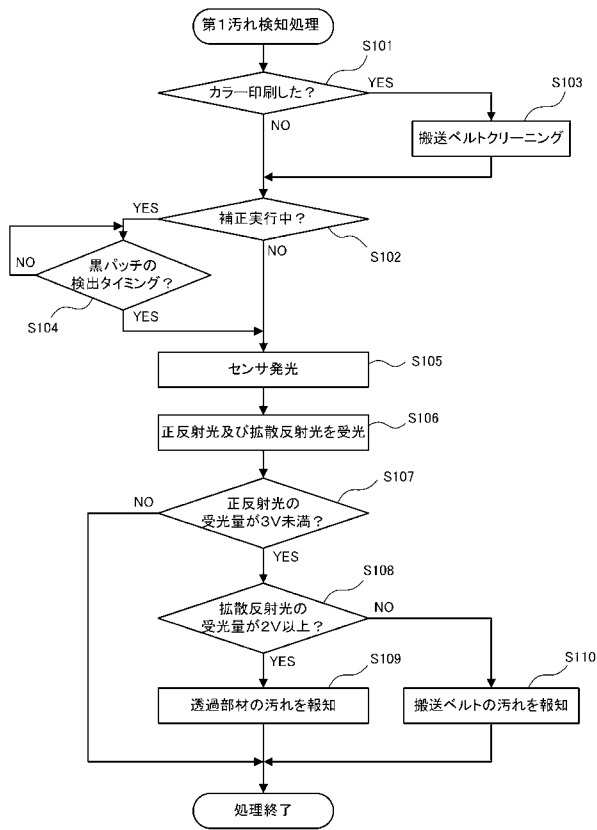 第１汚れ検知処理
S101
カラー印刷した？
YES
S103
NO
搬送ベルトクリーニング
YES
補正実行中？
S102
NO
NO
黒パッチの
検出タイミング？
S104
YES
センサ発光
S105
正反射光及び拡散反射光を受光
S106
S107
NO
正反射光の
受光量が３Ｖ未満？
YES
S108
拡散反射光の
受光量が２Ｖ以上？
NO
YES
S109
S110
透過部材の汚れを報知
搬送ベルトの汚れを報知
処理終了